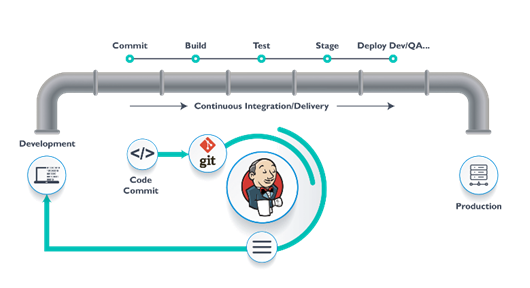 Commit
Build
Test
Stage
Deploy Dev/QA...
Continuous Integration/Delivery
Development
</>
git
Code
Commit
Production